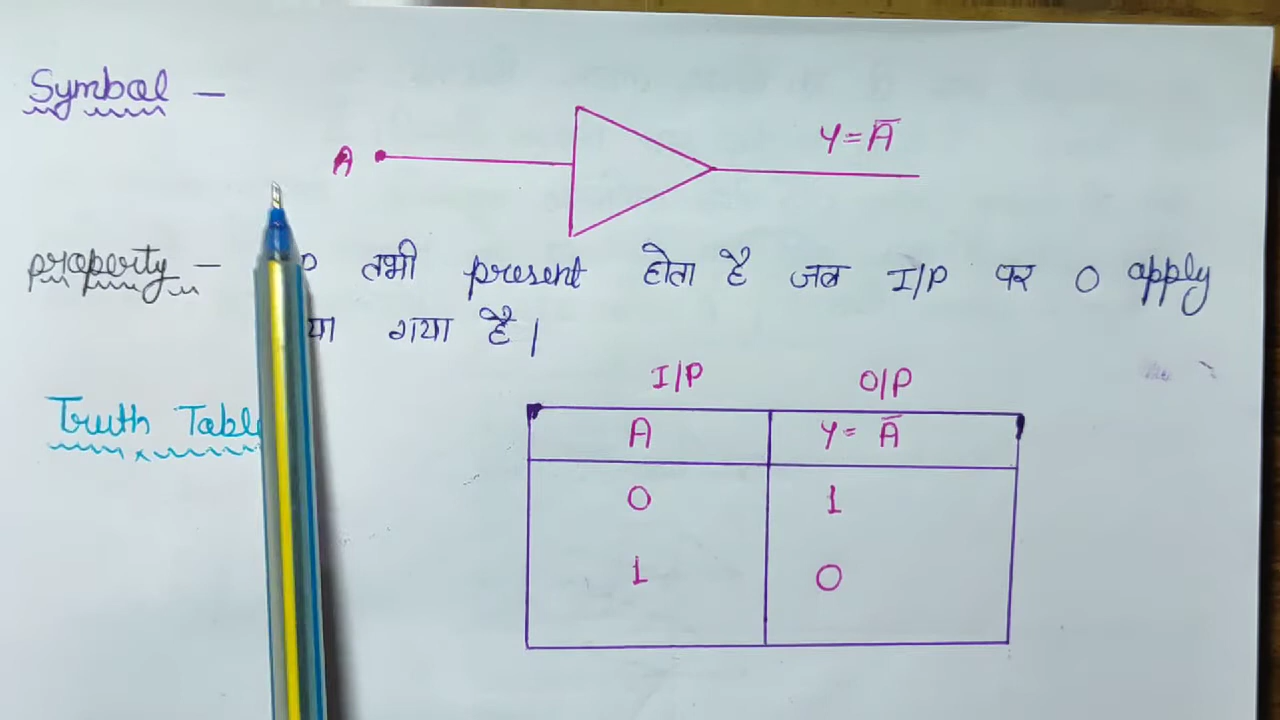 Symbol –
A Y = Ā
property – P तभी present होता है जब I/P पर 0 apply
या गया है।
I/P O/P
Truth Tabl
A Y = Ā
0 1
1 0